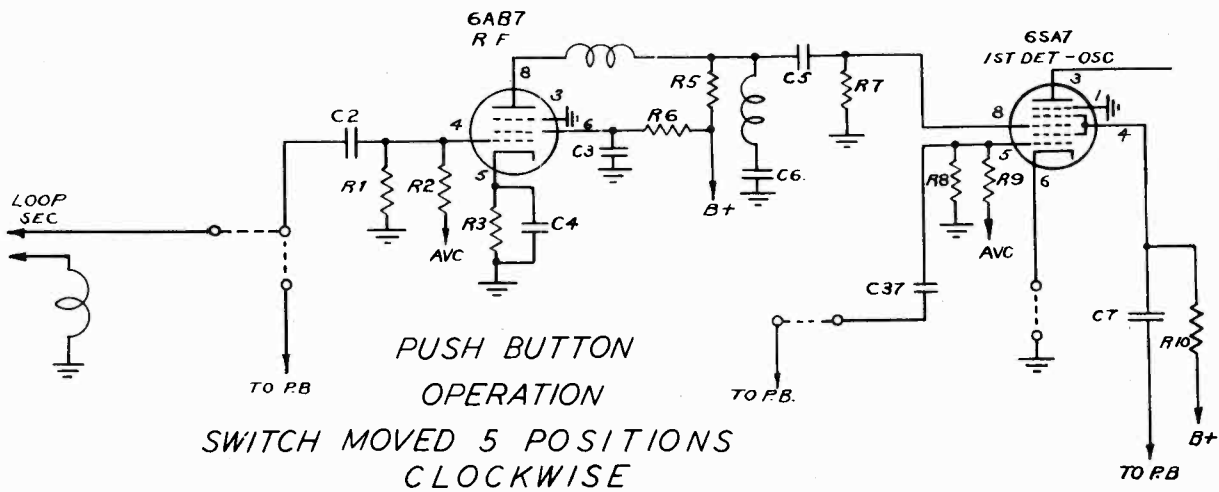 6AB7
R F
6SA7
1ST DET-OSC
8
3
C5
R7
3
1
C2
4
6
R6
R5
8
4
R1
R2
5
C3
C6.
5
R8
R9
6
LOOP
SEC
R3
C4
B+
AVC
AVC
C37
C7
R10
PUSH BUTTON
TO P.B
OPERATION
TO P.B.
SWITCH MOVED 5 POSITIONS
CLOCKWISE
B+
TO P.B